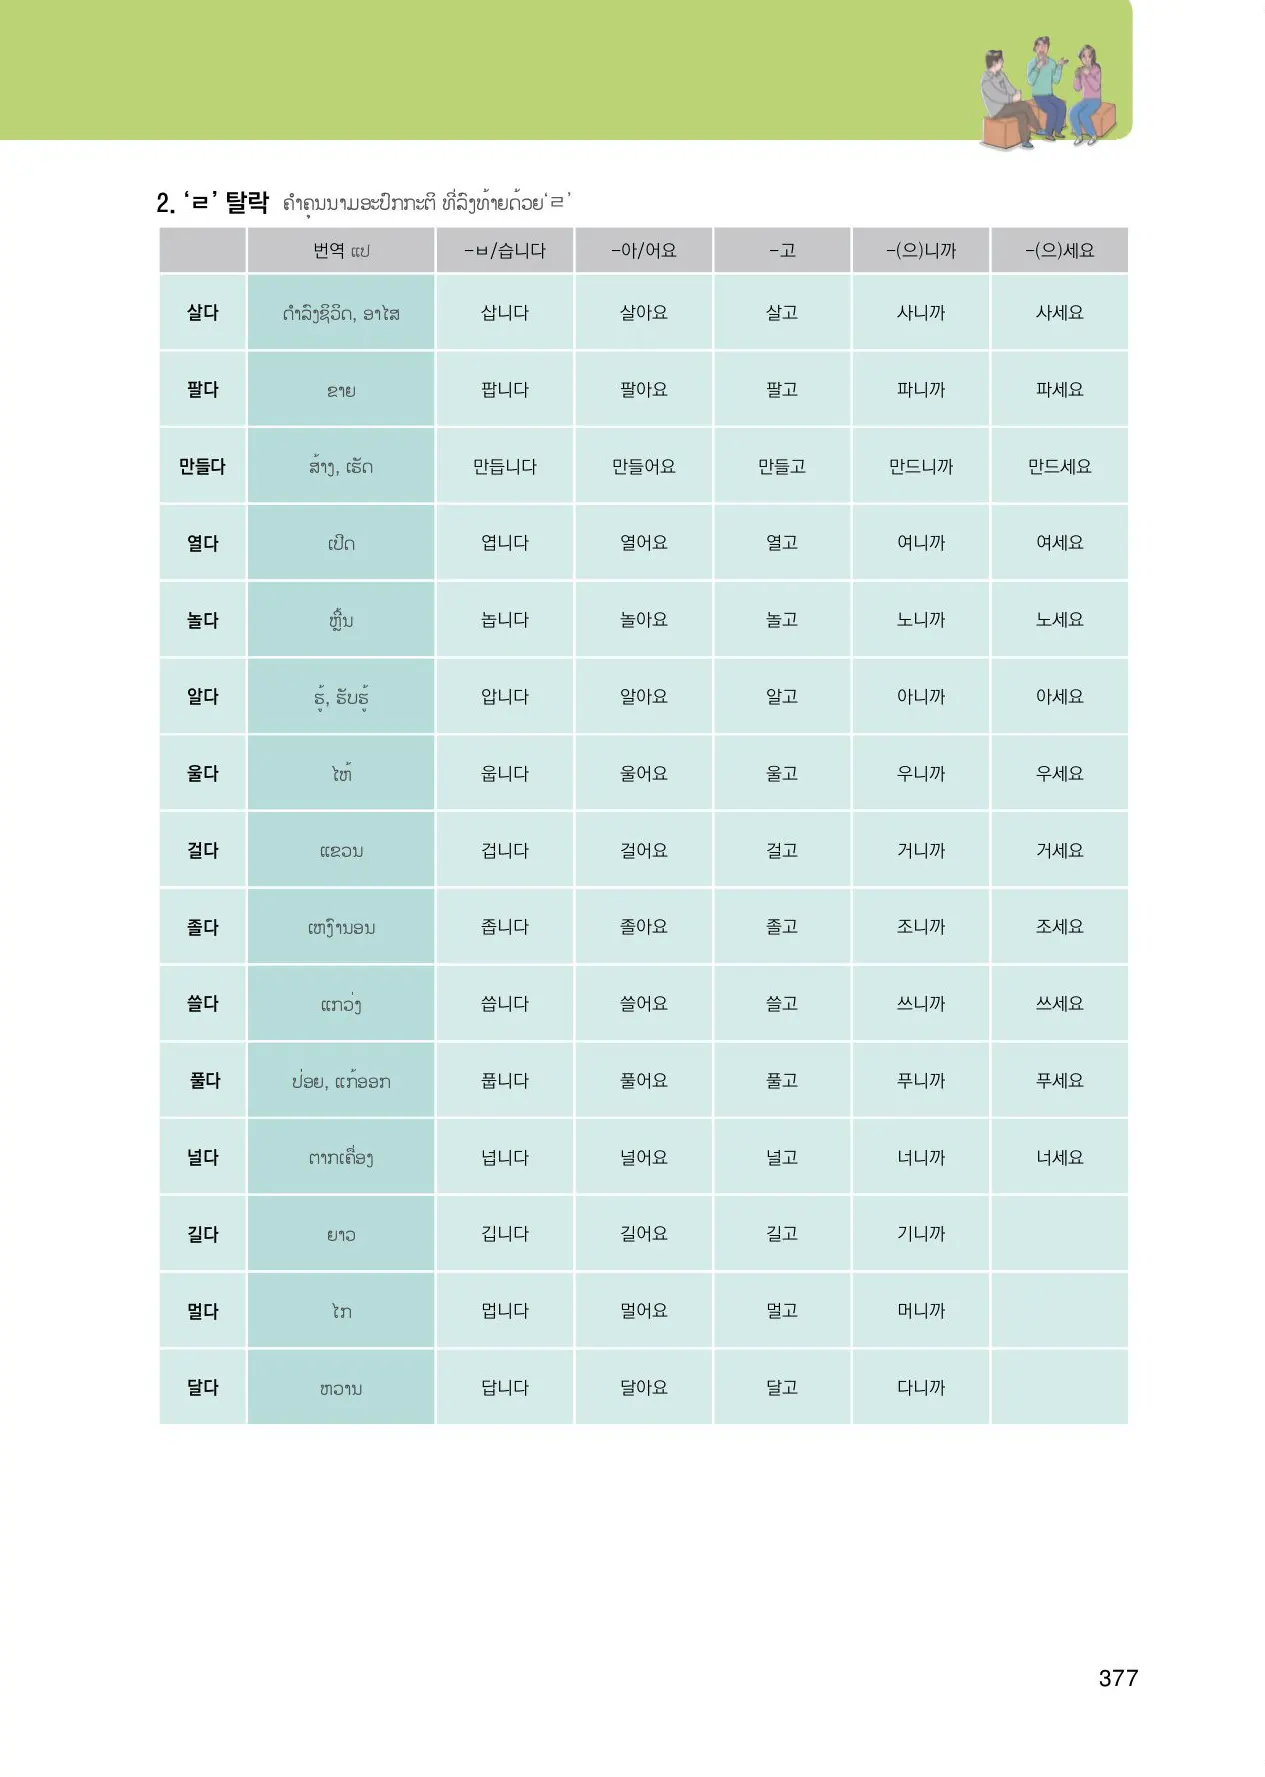 2. ‘ㄹ’ 탈락 ຄຳຄຸນນາມອະປົກກະຕິ ທີ່ລົງທ້າຍດ້ວຍ‘ㄹ’
번역 ແປ -ㅂ/습니다 -아/어요 -고 -(으)니까 -(으)세요
살다 ດຳລົງຊີວິດ, ອາໄສ 삽니다 살아요 살고 사니까 사세요
팔다 ຂາຍ 팝니다 팔아요 팔고 파니까 파세요
만들다 ສ້າງ, ເຮັດ 만듭니다 만들어요 만들고 만드니까 만드세요
열다 ເປີດ 엽니다 열어요 열고 여니까 여세요
놀다 ຫຼິ້ນ 놉니다 놀아요 놀고 노니까 노세요
알다 ຮູ້, ຮັບຮູ້ 압니다 알아요 알고 아니까 아세요
울다 ໄຫ້ 웁니다 울어요 울고 우니까 우세요
걸다 ແຂວນ 겁니다 걸어요 걸고 거니까 거세요
졸다 ເຫງົານອນ 좁니다 졸아요 졸고 조니까 조세요
쓸다 ແກວ່ງ 씁니다 쓸어요 쓸고 쓰니까 쓰세요
풀다 ປ່ອຍ, ແກ້ອອກ 풉니다 풀어요 풀고 푸니까 푸세요
널다 ຕາກເຄື່ອງ 넙니다 널어요 널고 너니까 너세요
길다 ຍາວ 깁니다 길어요 길고 기니까
멀다 ໄກ 멉니다 멀어요 멀고 머니까
달다 ຫວານ 답니다 달아요 달고 다니까
377